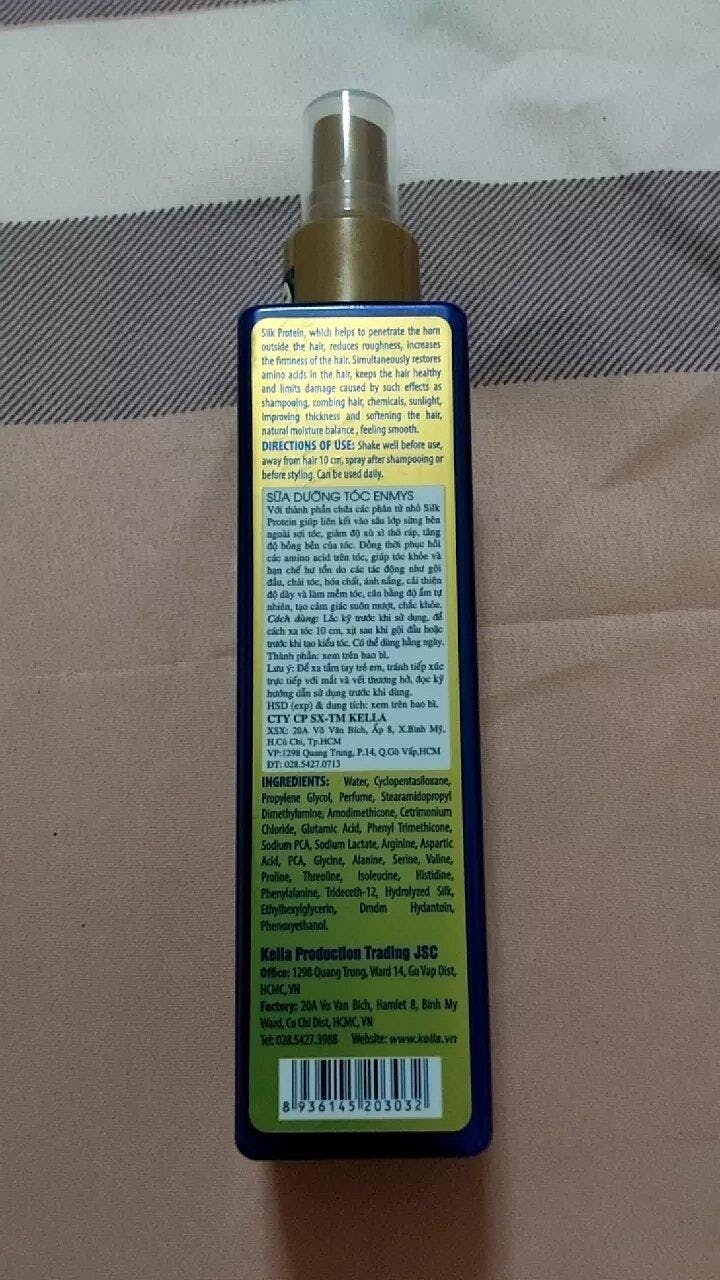 Silk Protein, which helps to penetrate the horn
outside the hair, reduces roughness, increases
the firmness of the hair. Simultaneously restores
amino acids in the hair, keeps the hair healthy
and limits damage caused by such effects as
shampooing, combing hair, chemicals, sunlight,
improving thickness and softening the hair,
natural moisture balance , feeling smooth.
DIRECTIONS OF USE: Shake well before use,
away from hair 10 cm, spray after shampooing or
before styling. Can be used daily.
SỮA DƯỠNG TÓC ENMYS
Với thành phần chứa các phân tử nhỏ Silk
Protein giúp liên kết vào sâu lớp sừng bên
ngoài sợi tóc, giảm độ xù xì thô ráp, tăng
độ bồng bền của tóc. Đồng thời phục hồi
các amino acid trên tóc, giúp tóc khỏe và
hạn chế hư tổn do các tác động như gội
đầu, chải tóc, hóa chất, ánh nắng, cải thiện
độ dày và làm mềm tóc, cân bằng độ ẩm tự
nhiên, tạo cảm giác suôn mượt, chắc khỏe.
Cách dùng: Lắc kỹ trước khi sử dụng, để
cách xa tóc 10 cm, xịt sau khi gội đầu hoặc
trước khi tạo kiểu tóc. Có thể dùng hằng ngày.
Thành phần: xem trên bao bì.
Lưu ý: Để xa tầm tay trẻ em, tránh tiếp xúc
trực tiếp với mắt và vết thương hở, đọc kỹ
hướng dẫn sử dụng trước khi dùng.
HSD (exp) & dung tích: xem trên bao bì.
CTY CP SX-TM KELLA
XSX: 20A Võ Văn Bích, Ấp 8, X.Bình Mỹ,
H.Củ Chi, Tp.HCM
VP:1298 Quang Trung, P.14, Q.Gò Vấp,HCM
ĐT: 028.5427.0713
INGREDIENTS: Water, Cyclopentasiloxane,
Propylene Glycol, Perfume, Stearamidopropyl
Dimethylamine, Amodimethicone, Cetrimonium
Chloride, Glutamic Acid, Phenyl Trimethicone,
Sodium PCA, Sodium Lactate, Arginine, Aspartic
Acid, PCA, Glycine, Alanine, Serine, Valine,
Proline, Threoline, Isoleucine, Histidine,
Phenylalanine, Trideceth-12, Hydrolyzed Silk,
Ethylhexylglycerin, Dmdm Hydantoin,
Phenoxyethanol.
Kella Production Trading JSC
Office: 1298 Quang Trung, Ward 14, Go Vap Dist,
HCMC, VN
Factory: 20A Vo Van Bich, Hamlet 8, Binh My
Ward, Cu Chi Dist, HCMC, VN
Tel: 028.5427.3988 Website: www.kella.vn
8 936145 203032